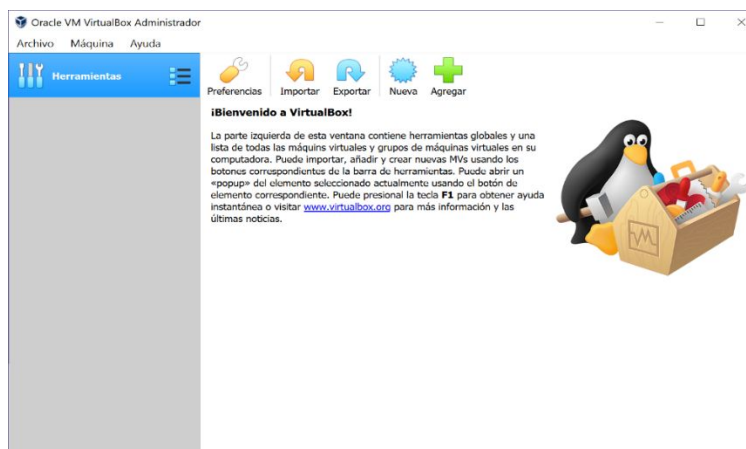 Oracle VM VirtualBox Administrador
Archivo Máquina Ayuda
Herramientas
Preferencias Importar Exportar Nueva Agregar
¡Bienvenido a VirtualBox!
La parte izquierda de esta ventana contiene herramientas globales y una
lista de todas las máquins virtuales y grupos de máquinas virtuales en su
computadora. Puede importar, añadir y crear nuevas MVs usando los
botones correspondientes de la barra de herramientas. Puede abrir un
«popup» del elemento seleccionado actualmente usando el botón de
elemento correspondiente. Puede presional la tecla F1 para obtener ayuda
instantánea o visitar www.virtualbox.org para más información y las
últimas noticias.